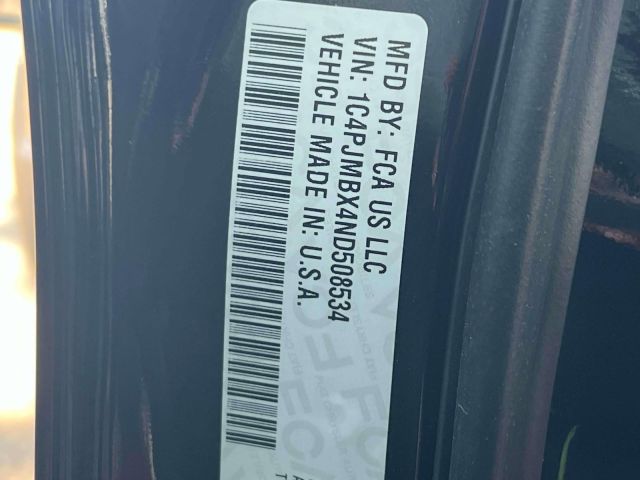 MFD BY: FCA US LLC
VIN: 1C4PJMBX4ND508534
VEHICLE MADE IN: U.S.A.